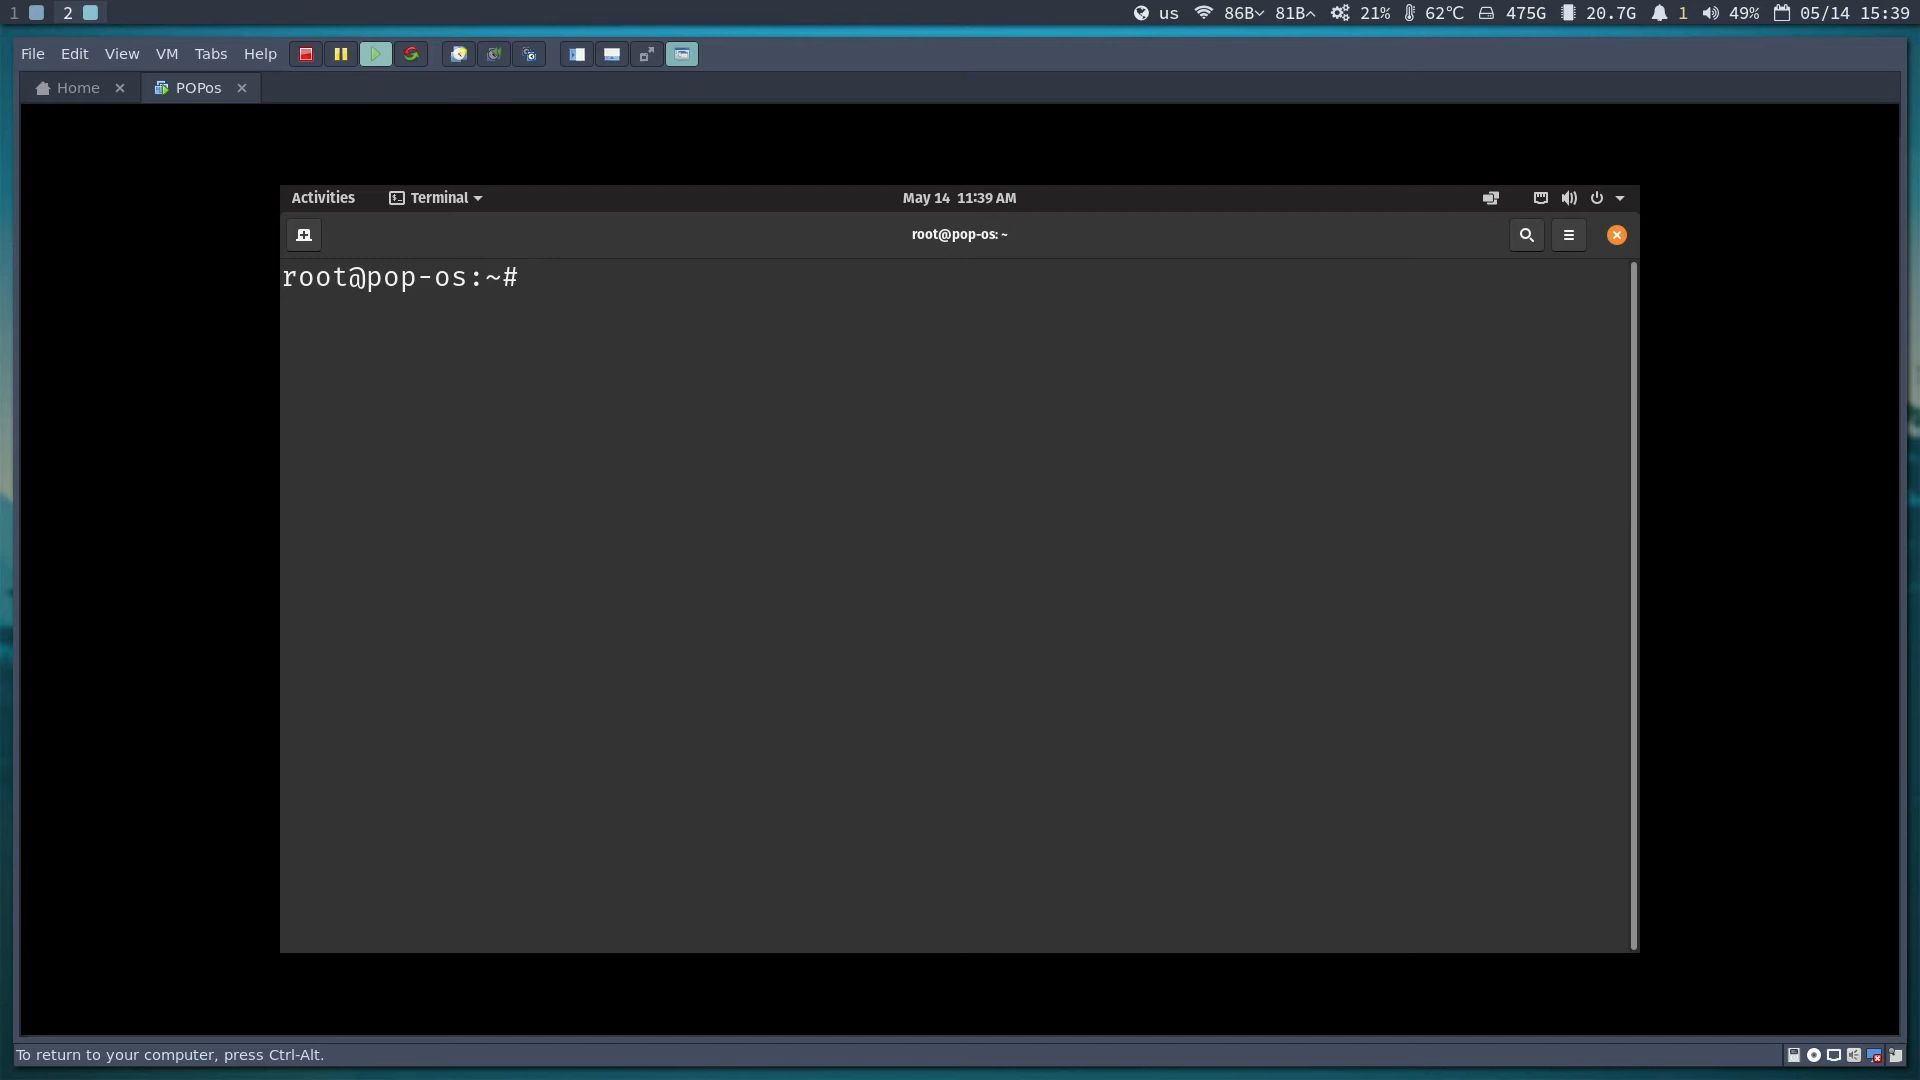 1 2 us 86B 81B 21% 62℃ 475G 20.7G 1 49% 05/14 15:39
File Edit View VM Tabs Help
Home POPos
Activities Terminal May 14 11:39 AM
root@pop-os: ~
root@pop-os:~#
To return to your computer, press Ctrl-Alt.